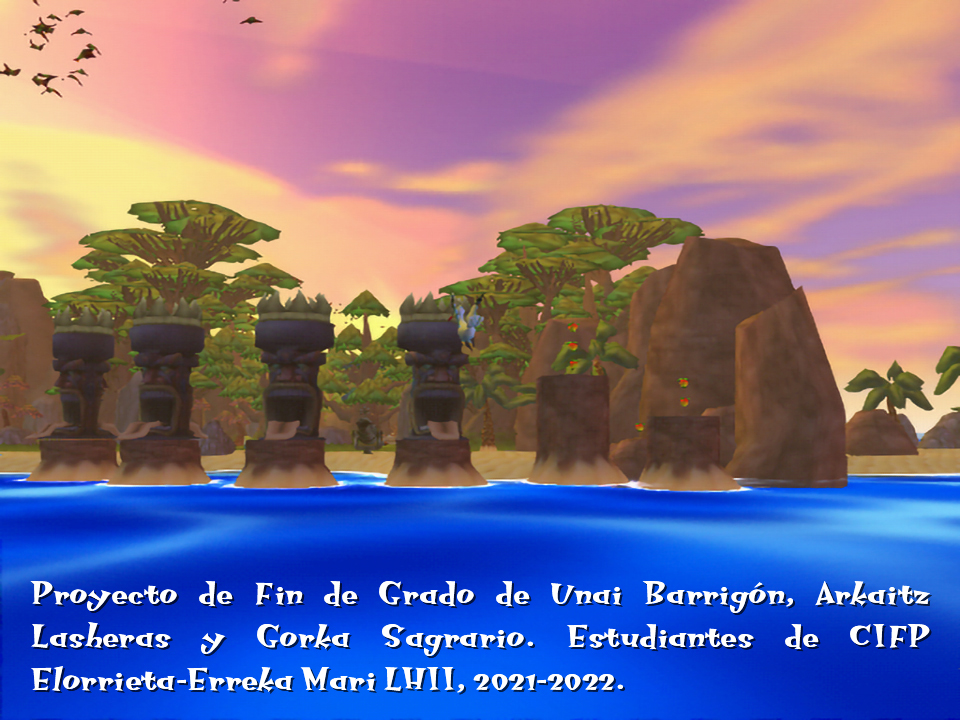 Proyecto de Fin de Grado de Unai Barrigón, Arkaitz
Lasheras y Gorka Sagrario. Estudiantes de CIFP
Elorrieta-Erreka Mari LHII, 2021-2022.